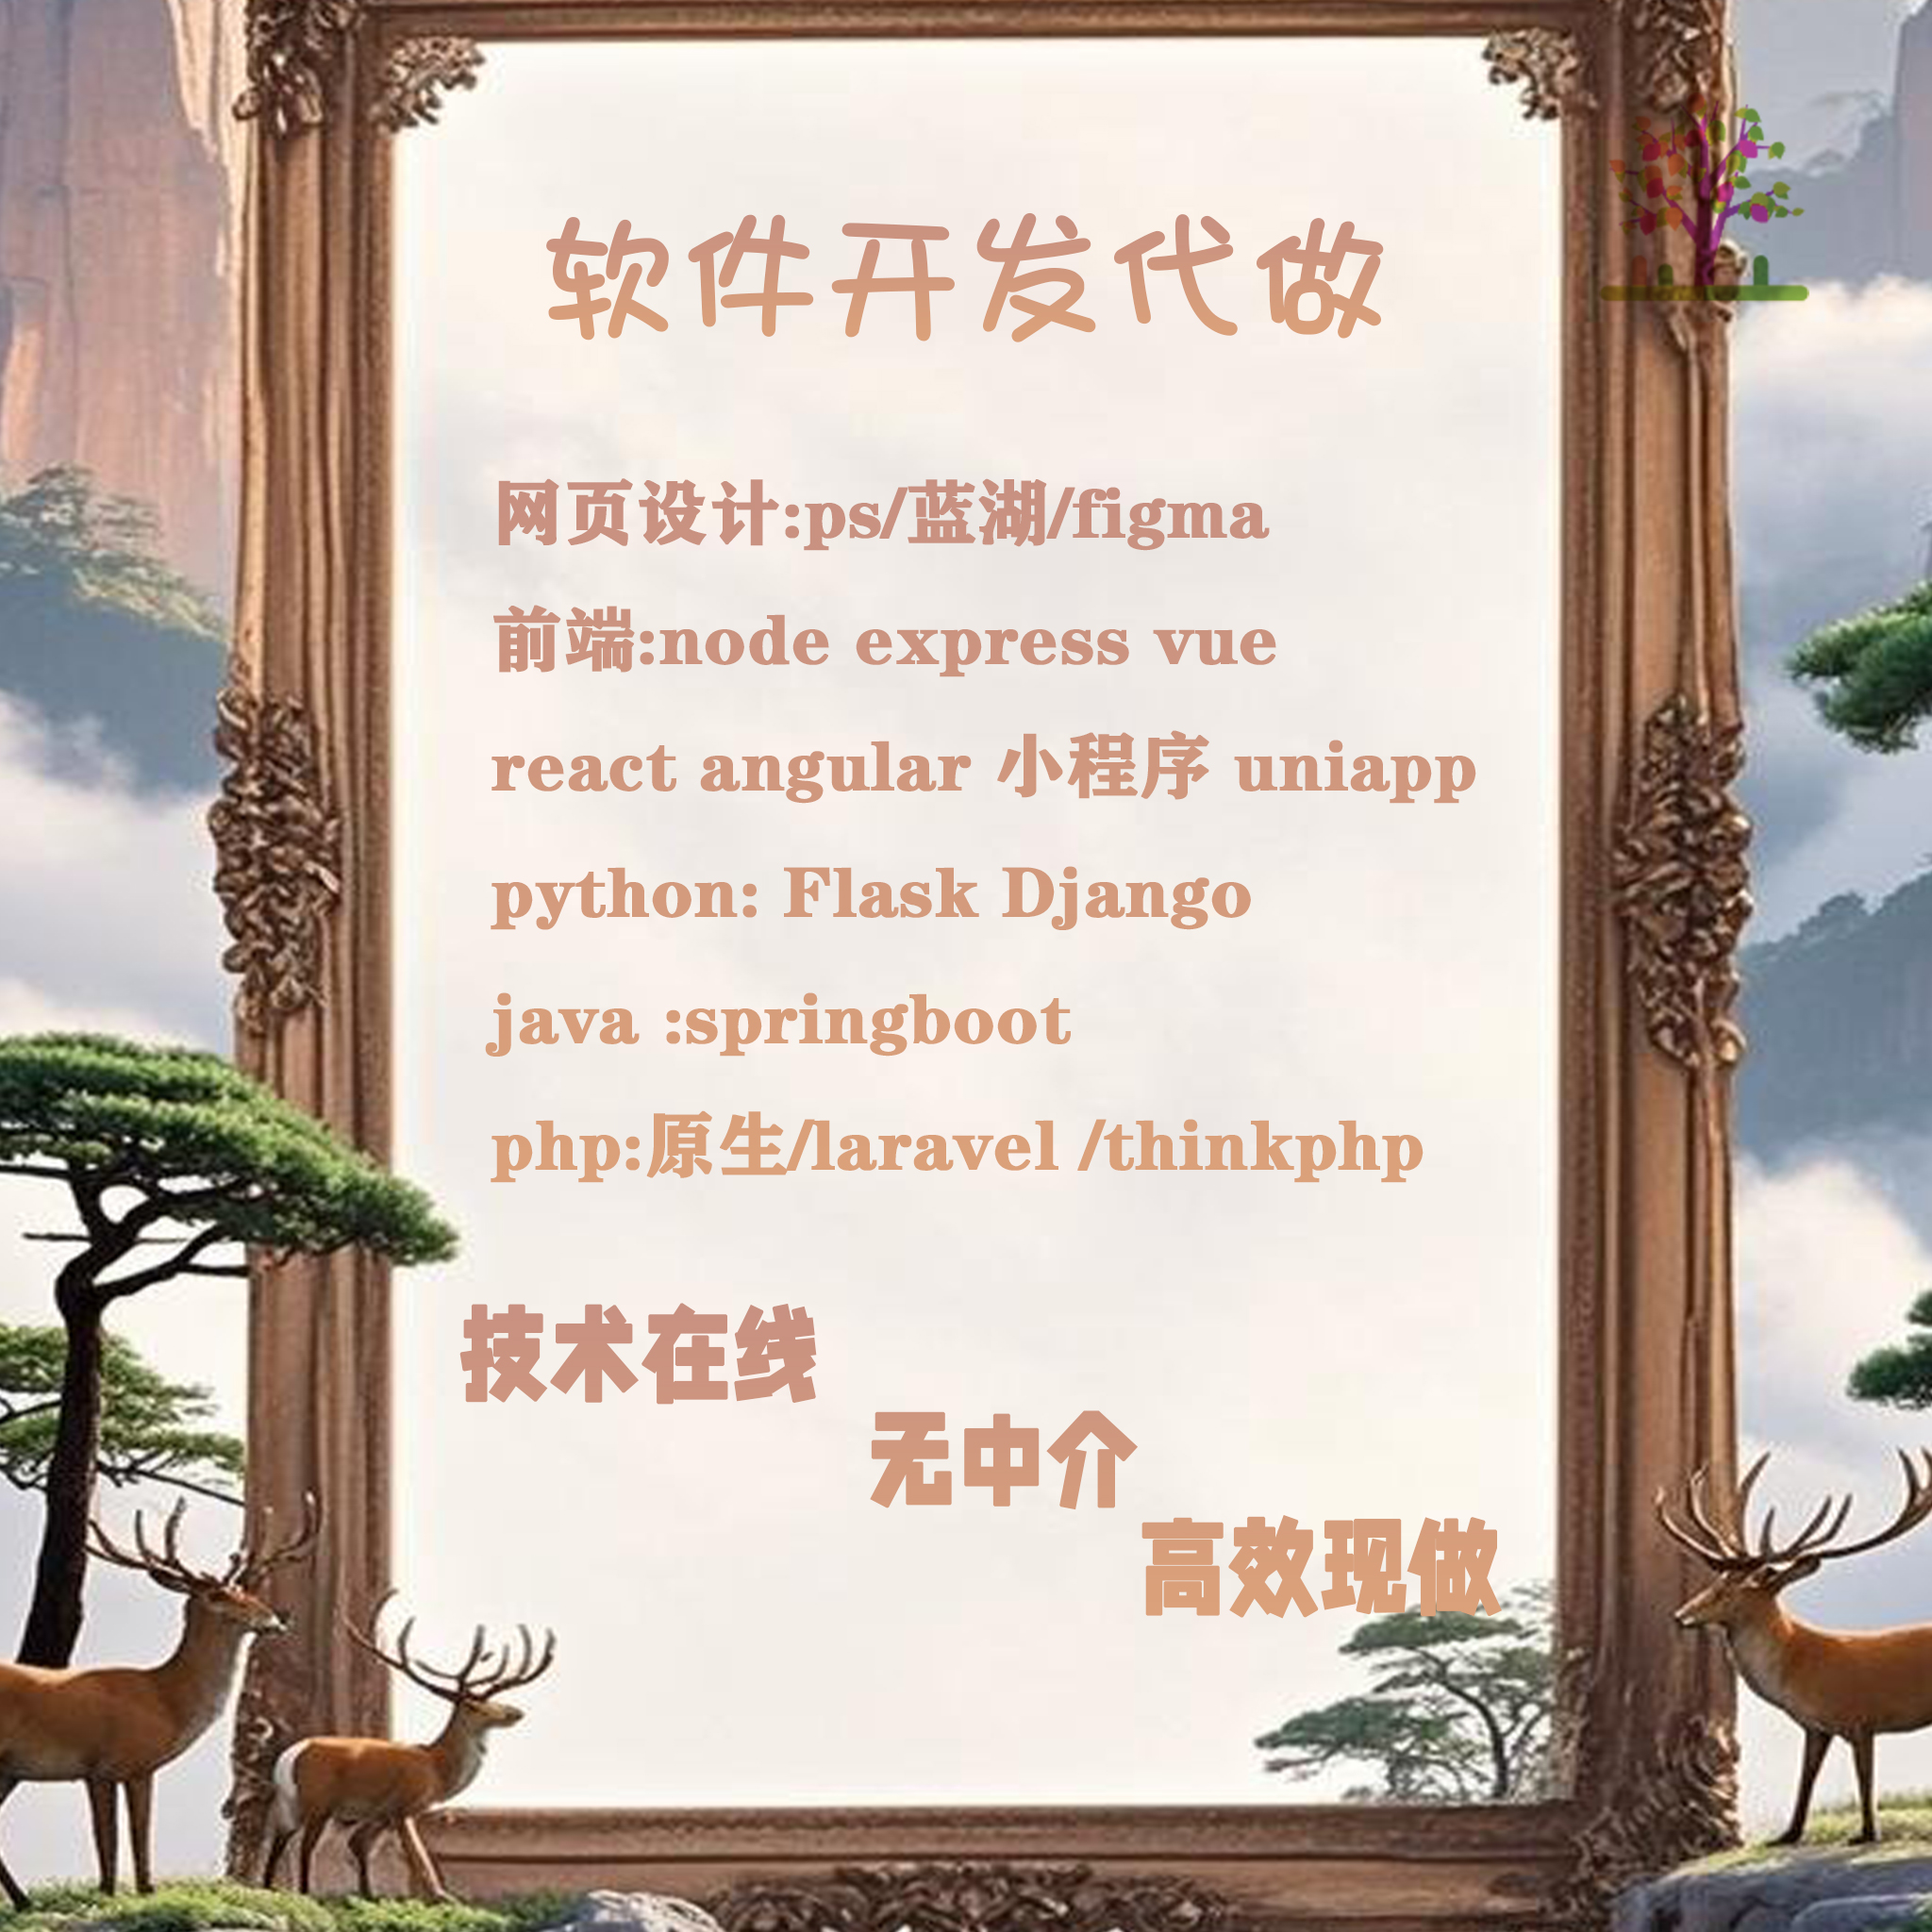 软件开发代做
网页设计:ps/蓝湖/figma
前端:node express vue
react angular 小程序 uniapp
python: Flask Django
java :springboot
php:原生/laravel /thinkphp
技术在线
无中介
高效现做